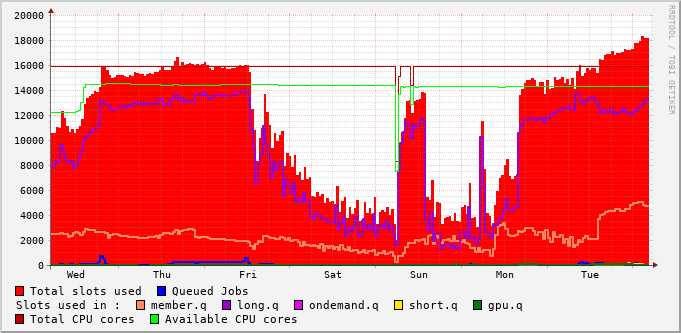 20000
18000
16000
14000
12000
10000
8000
6000
4000
2000
0
Wed Thu Fri Sat Sun Mon Tue
RRDTOOL / TOBI OETIKER
Total slots used Queued Jobs
Slots used in : member.q long.q ondemand.q short.q gpu.q
Total CPU cores Available CPU cores